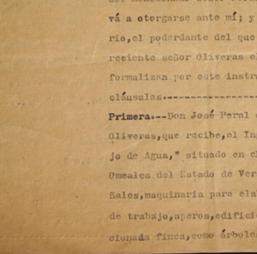 vá a otorgarse ante mí; y
rio, el poderdante del que
reciente señor Oliveras
formalizan por este instru
cláusulas.----------------
Primera.--Don José Peral
Oliveras, que recibe, el In
jo de Agua," situado en
Omealca del Estado de Ver
Sales, maquinaria para ela
de trabajo, aperos, edifici
cionada finca, como árbole